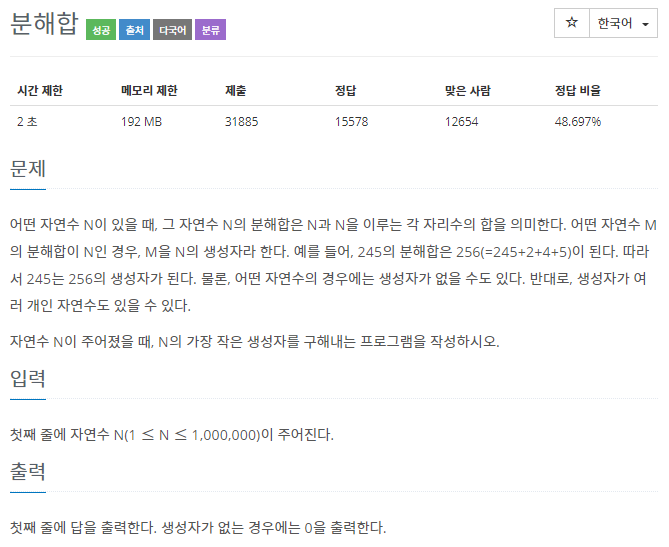 분해합 성공 출처 다국어 분류 ☆ 한국어
시간 제한 메모리 제한 제출 정답 맞은 사람 정답 비율
2 초 192 MB 31885 15578 12654 48.697%
문제
어떤 자연수 N이 있을 때, 그 자연수 N의 분해합은 N과 N을 이루는 각 자리수의 합을 의미한다. 어떤 자연수 M
의 분해합이 N인 경우, M을 N의 생성자라 한다. 예를 들어, 245의 분해합은 256(=245+2+4+5)이 된다. 따라
서 245는 256의 생성자가 된다. 물론, 어떤 자연수의 경우에는 생성자가 없을 수도 있다. 반대로, 생성자가 여
러 개인 자연수도 있을 수 있다.
자연수 N이 주어졌을 때, N의 가장 작은 생성자를 구해내는 프로그램을 작성하시오.
입력
첫째 줄에 자연수 N(1 ≤ N ≤ 1,000,000)이 주어진다.
출력
첫째 줄에 답을 출력한다. 생성자가 없는 경우에는 0을 출력한다.